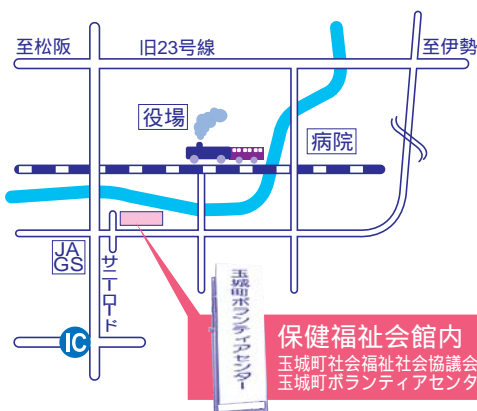 至松阪
旧23号線
至伊勢
役場
病院
JA
GS
サニーロード
IC
玉城町ボランティアセンター
保健福祉会館内
玉城町社会福祉社会協議会
玉城町ボランティアセンタ